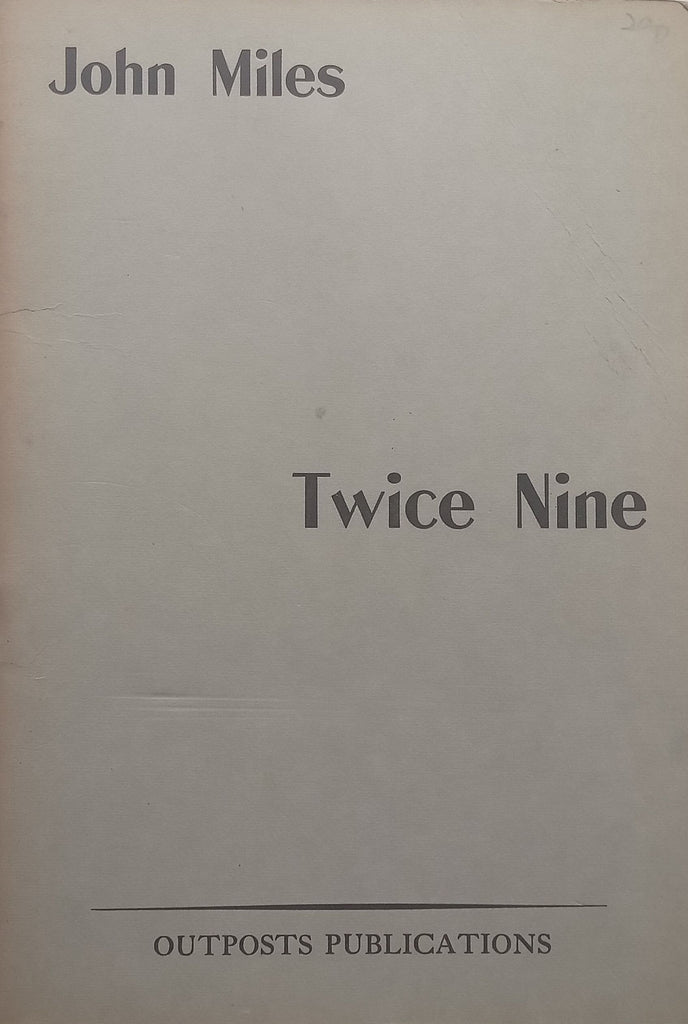 John Miles
Twice Nine
OUTPOSTS PUBLICATIONS